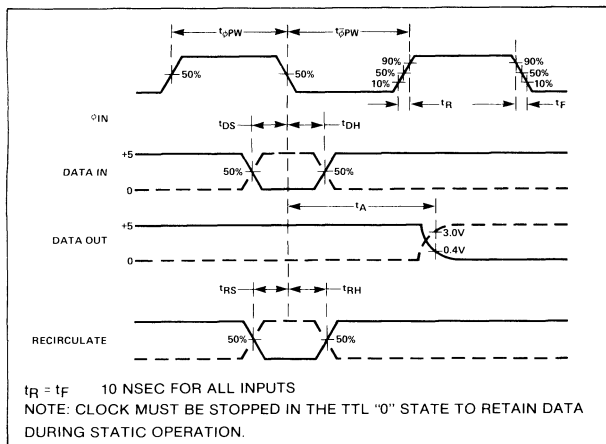 tφPW tφ̅PW
90% 90%
50% 50% 50% 50%
10% 10%
tR tF
φIN
tDS tDH
+5
DATA IN 50% 50%
0
tA
+5
DATA OUT 3.0V
0.4V
0
tRS tRH
RECIRCULATE 50% 50%
tR = tF 10 NSEC FOR ALL INPUTS
NOTE: CLOCK MUST BE STOPPED IN THE TTL "0" STATE TO RETAIN DATA
DURING STATIC OPERATION.